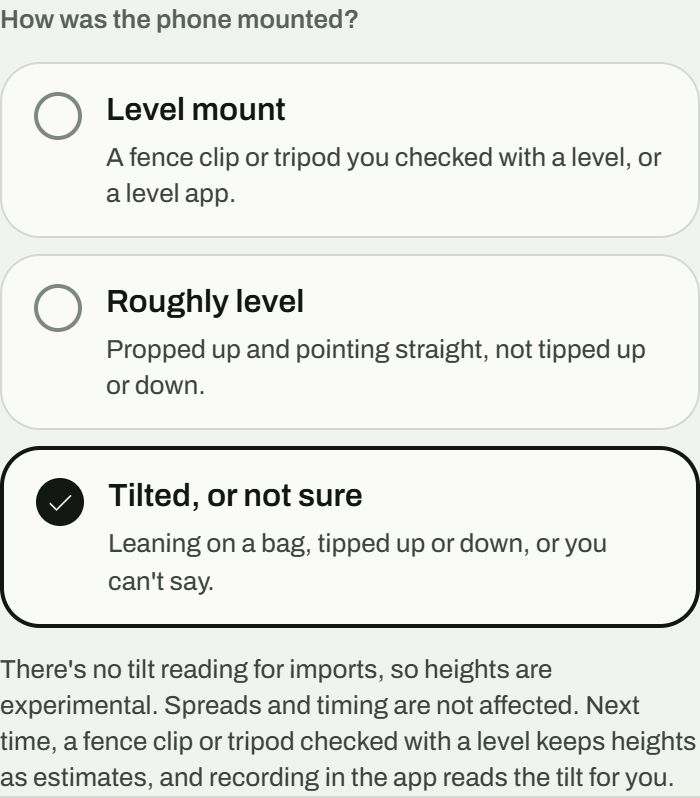 How was the phone mounted?
Level mount
A fence clip or tripod you checked with a level, or
a level app.
Roughly level
Propped up and pointing straight, not tipped up
or down.
Tilted, or not sure
Leaning on a bag, tipped up or down, or you
can't say.
There's no tilt reading for imports, so heights are
experimental. Spreads and timing are not affected. Next
time, a fence clip or tripod checked with a level keeps heights
as estimates, and recording in the app reads the tilt for you.